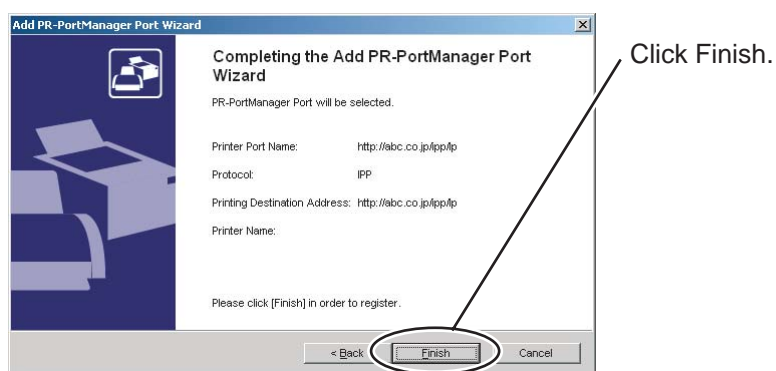 Add PR-PortManager Port Wizard
Completing the Add PR-PortManager Port
Wizard
PR-PortManager Port will be selected.
Printer Port Name: http://abc.co.jp/ipp/lp
Protocol: IPP
Printing Destination Address: http://abc.co.jp/ipp/lp
Printer Name:
Please click [Finish] in order to register.
< Back Finish Cancel
Click Finish.